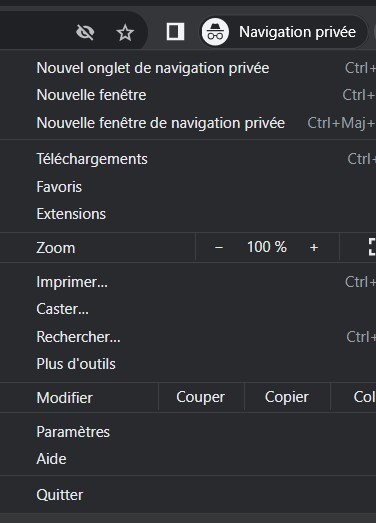 Navigation privée
Nouvel onglet de navigation privée Ctrl+
Nouvelle fenêtre Ctrl+
Nouvelle fenêtre de navigation privée Ctrl+Maj+
Téléchargements Ctrl+
Favoris
Extensions
Zoom − 100 % +
Imprimer... Ctrl+
Caster...
Rechercher... Ctrl+
Plus d'outils
Modifier Couper Copier Col
Paramètres
Aide
Quitter